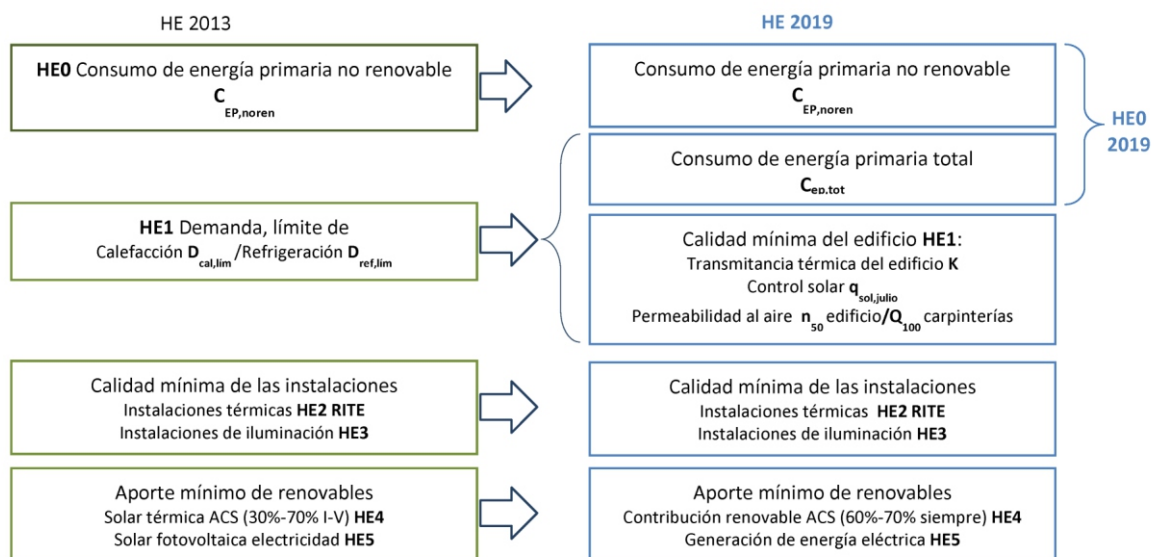 HE 2013
HE 2019
HE0 Consumo de energía primaria no renovable
C EP,noren
Consumo de energía primaria no renovable
C EP,noren
HE0
2019
Consumo de energía primaria total
C ep,tot
HE1 Demanda, límite de
Calefacción D cal,lím /Refrigeración D ref,lím
Calidad mínima del edificio HE1:
Transmitancia térmica del edificio K
Control solar q sol,julio
Permeabilidad al aire n 50 edificio/Q 100 carpinterías
Calidad mínima de las instalaciones
Instalaciones térmicas HE2 RITE
Instalaciones de iluminación HE3
Calidad mínima de las instalaciones
Instalaciones térmicas HE2 RITE
Instalaciones de iluminación HE3
Aporte mínimo de renovables
Solar térmica ACS (30%-70% I-V) HE4
Solar fotovoltaica electricidad HE5
Aporte mínimo de renovables
Contribución renovable ACS (60%-70% siempre) HE4
Generación de energía eléctrica HE5